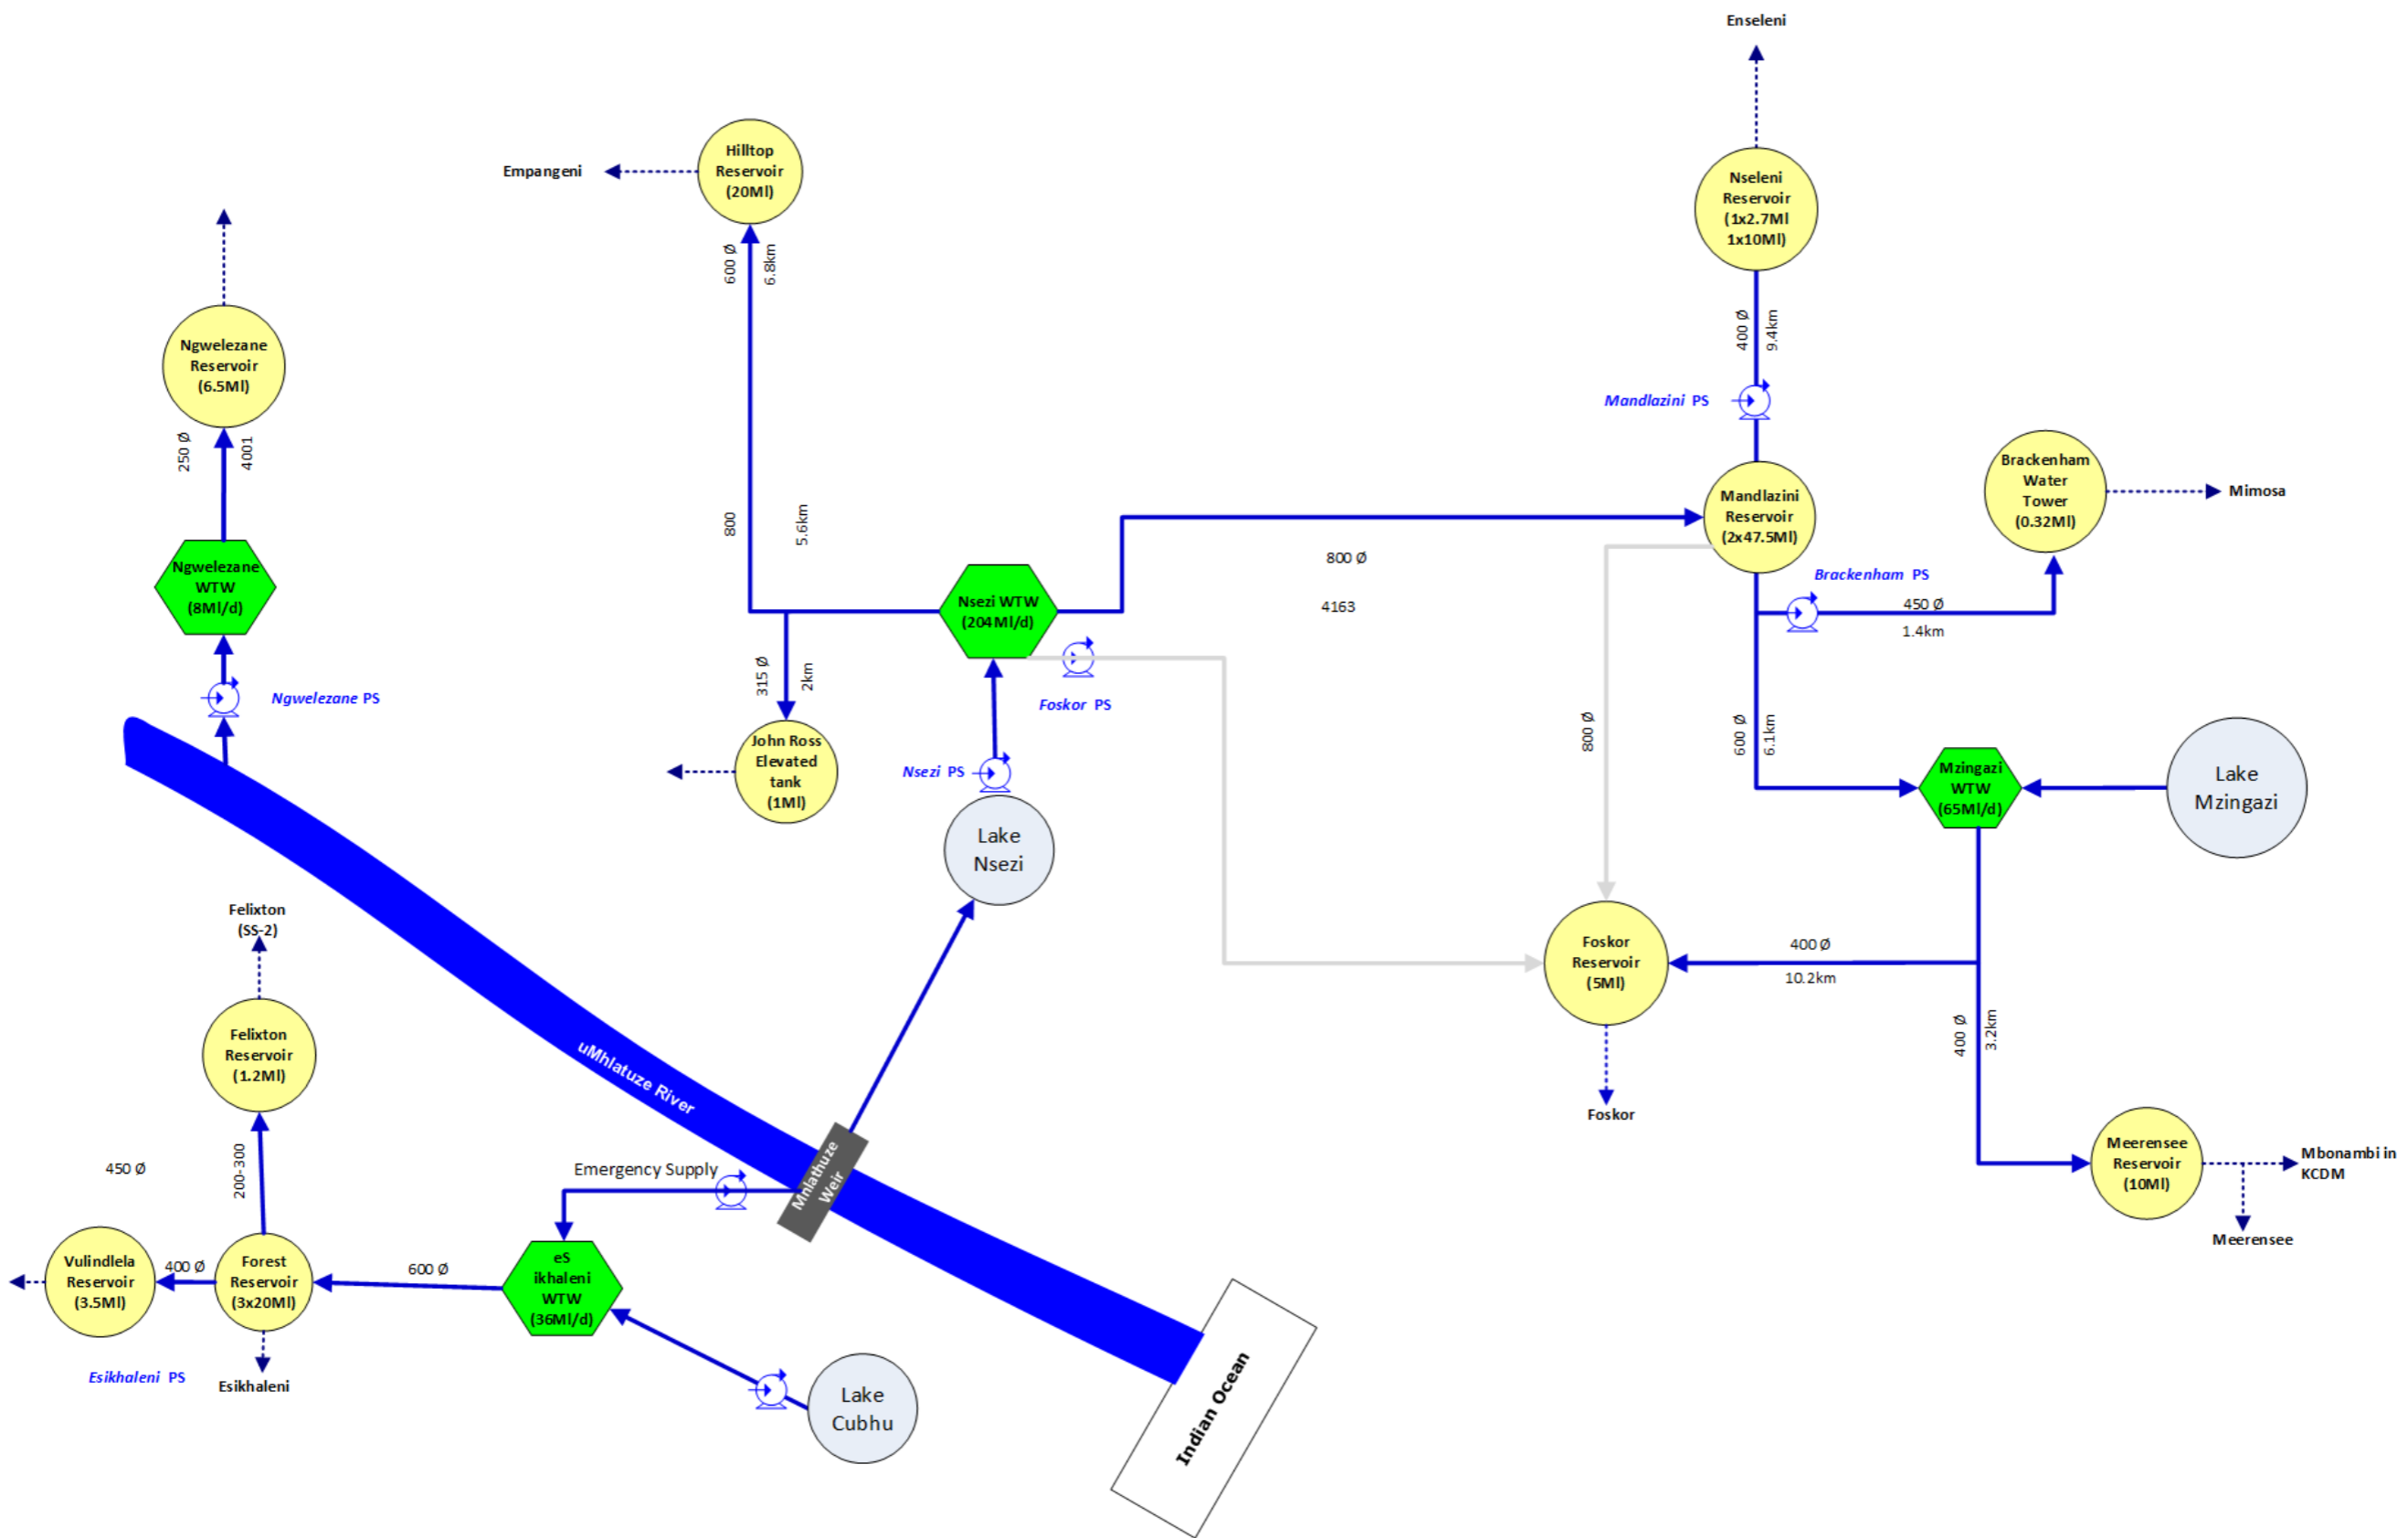 Enseleni
Hilltop
Reservoir
(20Ml)
Empangeni
Nseleni
Reservoir
(1x2.7Ml
1x10Ml)
600 Ø
6.8km
400 Ø
9.4km
Ngwelezane
Reservoir
(6.5Ml)
Mandlazini PS
250 Ø
4001
Brackenham
Water
Tower
(0.32Ml)
Mimosa
Mandlazini
Reservoir
(2x47.5Ml)
800
5.6km
800 Ø
4163
Ngwelezane
WTW
(8Ml/d)
Nsezi WTW
(204Ml/d)
Brackenham PS
450 Ø
1.4km
315 Ø
2km
Ngwelezane PS
Foskor PS
800 Ø
600 Ø
6.1km
John Ross
Elevated
tank
(1Ml)
Nsezi PS
Mzingazi
WTW
(65Ml/d)
Lake
Mzingazi
Lake
Nsezi
Felixton
(SS-2)
Foskor
Reservoir
(5Ml)
400 Ø
10.2km
Felixton
Reservoir
(1.2Ml)
uMhlatuze River
400 Ø
3.2km
Foskor
450 Ø
200-300
Emergency Supply
Mnlathuze
Weir
Meerensee
Reservoir
(10Ml)
Mbonambi in
KCDM
Meerensee
Vulindlela
Reservoir
(3.5Ml)
400 Ø
Forest
Reservoir
(3x20Ml)
600 Ø
eS
ikhaleni
WTW
(36Ml/d)
Esikhaleni PS
Esikhaleni
Lake
Cubhu
Indian Ocean